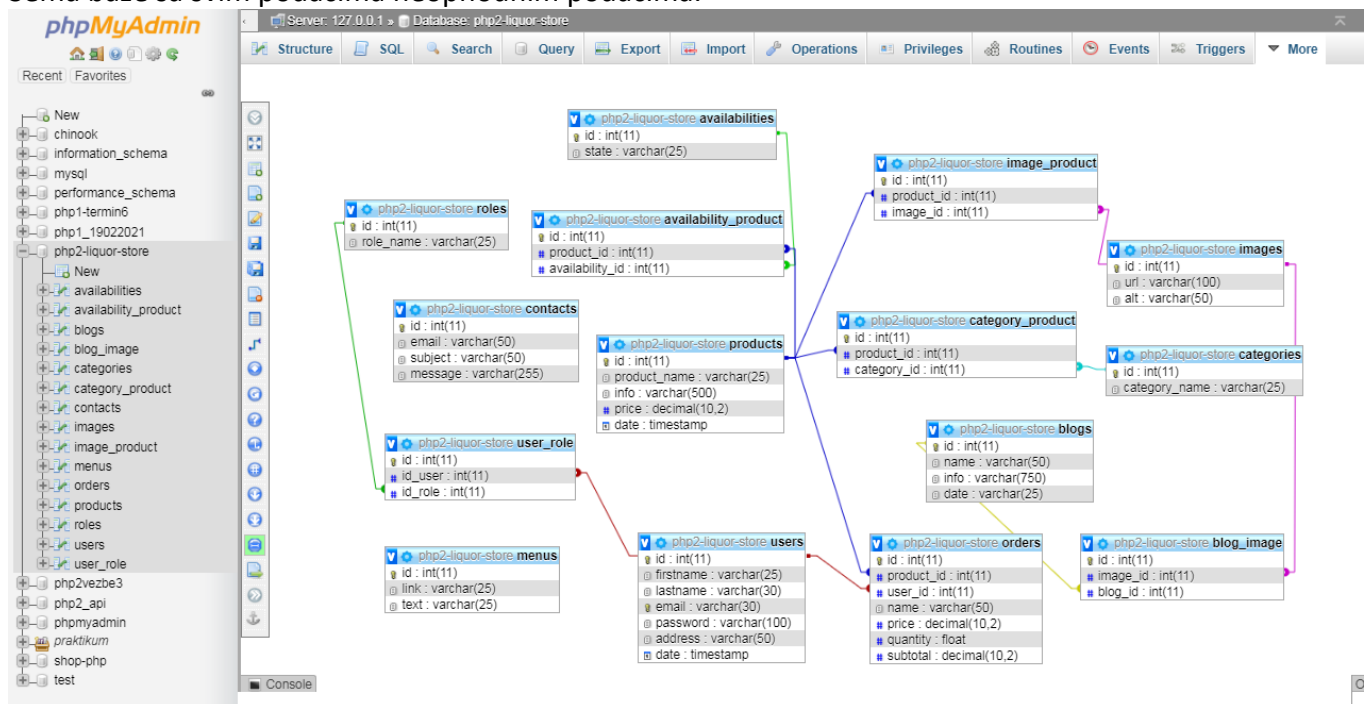 šema baze sa svim podacima neophodnim podacima:
phpMyAdmin
Recent Favorites
New
chinook
information_schema
mysql
performance_schema
php1-termin6
php1_19022021
php2-liquor-store
New
availabilities
availability_product
blogs
blog_image
categories
category_product
contacts
images
image_product
menus
orders
products
roles
users
user_role
php2vezbe3
php2_api
phpmyadmin
praktikum
shop-php
test
Server: 127.0.0.1 » Database: php2-liquor-store
Structure SQL Search Query Export Import Operations Privileges Routines Events Triggers More
php2-liquor-store availabilities
id : int(11)
state : varchar(25)
php2-liquor-store image_product
id : int(11)
product_id : int(11)
image_id : int(11)
php2-liquor-store roles
id : int(11)
role_name : varchar(25)
php2-liquor-store availability_product
id : int(11)
product_id : int(11)
availability_id : int(11)
php2-liquor-store images
id : int(11)
url : varchar(100)
alt : varchar(50)
php2-liquor-store contacts
id : int(11)
email : varchar(50)
subject : varchar(50)
message : varchar(255)
php2-liquor-store products
id : int(11)
product_name : varchar(25)
info : varchar(500)
price : decimal(10,2)
date : timestamp
php2-liquor-store category_product
id : int(11)
product_id : int(11)
category_id : int(11)
php2-liquor-store categories
id : int(11)
category_name : varchar(25)
php2-liquor-store user_role
id : int(11)
id_user : int(11)
id_role : int(11)
php2-liquor-store blogs
id : int(11)
name : varchar(50)
info : varchar(750)
date : varchar(25)
php2-liquor-store menus
id : int(11)
link : varchar(25)
text : varchar(25)
php2-liquor-store users
id : int(11)
firstname : varchar(25)
lastname : varchar(30)
email : varchar(30)
password : varchar(100)
address : varchar(50)
date : timestamp
php2-liquor-store orders
id : int(11)
product_id : int(11)
user_id : int(11)
name : varchar(50)
price : decimal(10,2)
quantity : float
subtotal : decimal(10,2)
php2-liquor-store blog_image
id : int(11)
image_id : int(11)
blog_id : int(11)
Console